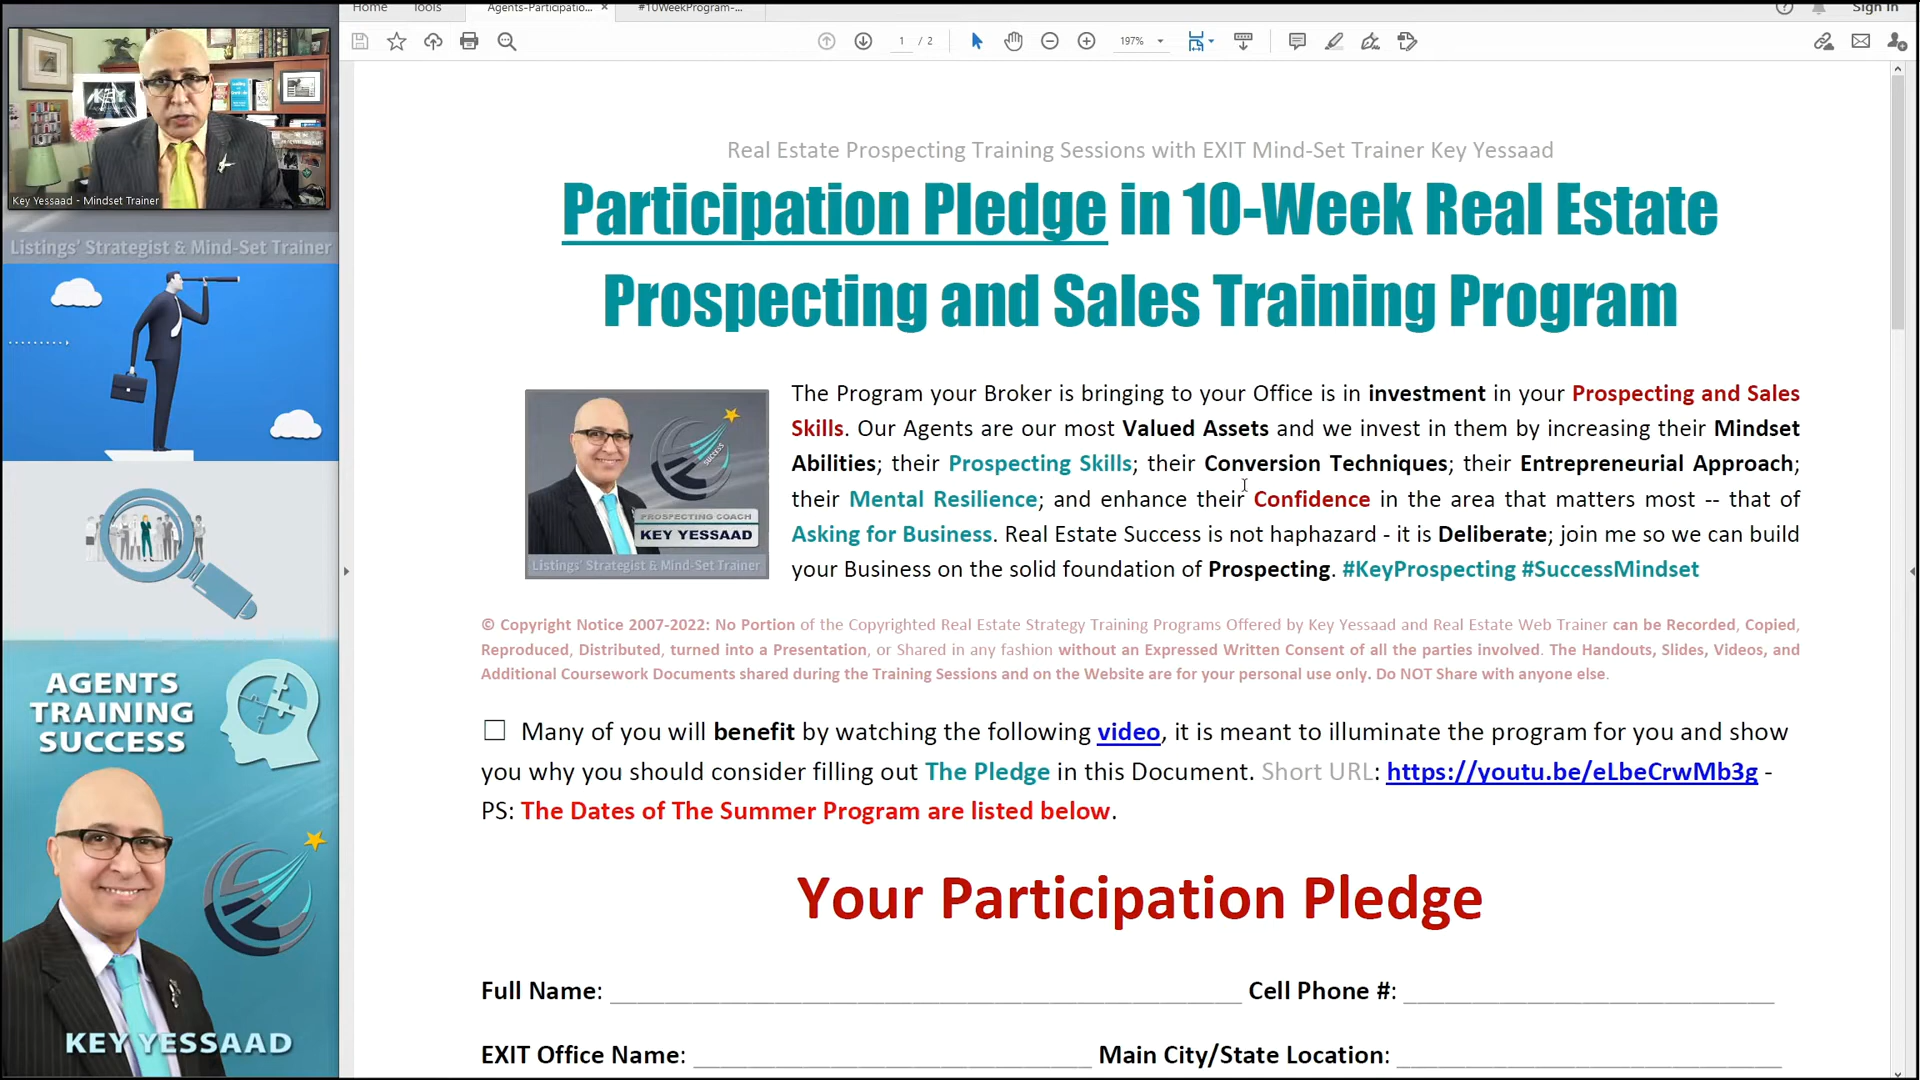 Home Tools Agents-Participatio... × #10WeekProgram-... Sign In
1 / 2 197%
KEY
Key Yessaad - Mindset Trainer
Listings' Strategist & Mind-Set Trainer
AGENTS
TRAINING
SUCCESS
KEY YESSAAD
Real Estate Prospecting Training Sessions with EXIT Mind-Set Trainer Key Yessaad
Participation Pledge in 10-Week Real Estate
Prospecting and Sales Training Program
SUCCESS
PROSPECTING COACH
KEY YESSAAD
Listings' Strategist & Mind-Set Trainer
The Program your Broker is bringing to your Office is in investment in your Prospecting and Sales
Skills. Our Agents are our most Valued Assets and we invest in them by increasing their Mindset
Abilities; their Prospecting Skills; their Conversion Techniques; their Entrepreneurial Approach;
their Mental Resilience; and enhance their Confidence in the area that matters most -- that of
Asking for Business. Real Estate Success is not haphazard - it is Deliberate; join me so we can build
your Business on the solid foundation of Prospecting. #KeyProspecting #SuccessMindset
© Copyright Notice 2007-2022: No Portion of the Copyrighted Real Estate Strategy Training Programs Offered by Key Yessaad and Real Estate Web Trainer can be Recorded, Copied,
Reproduced, Distributed, turned into a Presentation, or Shared in any fashion without an Expressed Written Consent of all the parties involved. The Handouts, Slides, Videos, and
Additional Coursework Documents shared during the Training Sessions and on the Website are for your personal use only. Do NOT Share with anyone else.
☐ Many of you will benefit by watching the following video, it is meant to illuminate the program for you and show
you why you should consider filling out The Pledge in this Document. Short URL: https://youtu.be/eLbeCrwMb3g -
PS: The Dates of The Summer Program are listed below.
Your Participation Pledge
Full Name: ____ Cell Phone #: ____
EXIT Office Name: ____ Main City/State Location: ____